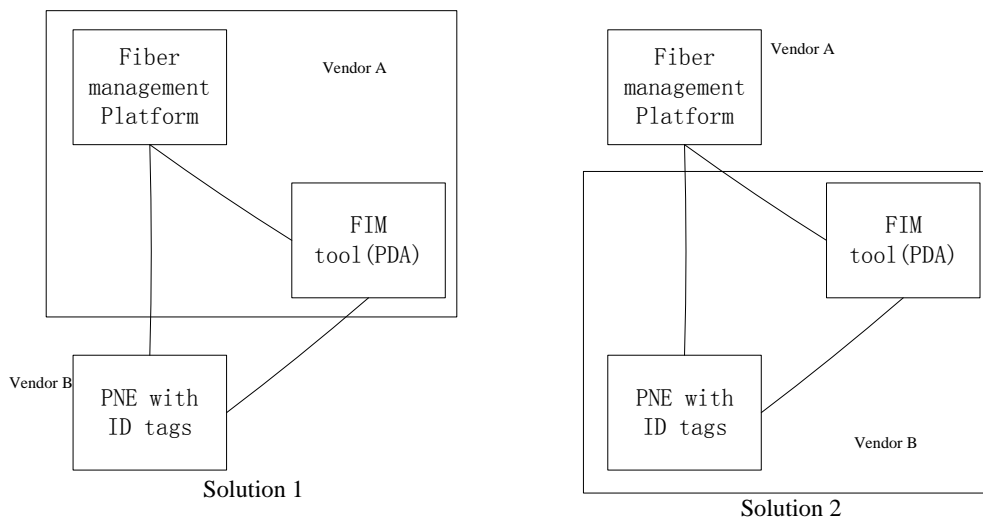 Fiber
management
Platform
Vendor A
FIM
tool(PDA)
Vendor B
PNE with
ID tags
Solution 1
Fiber
management
Platform
Vendor A
FIM
tool(PDA)
PNE with
ID tags
Vendor B
Solution 2